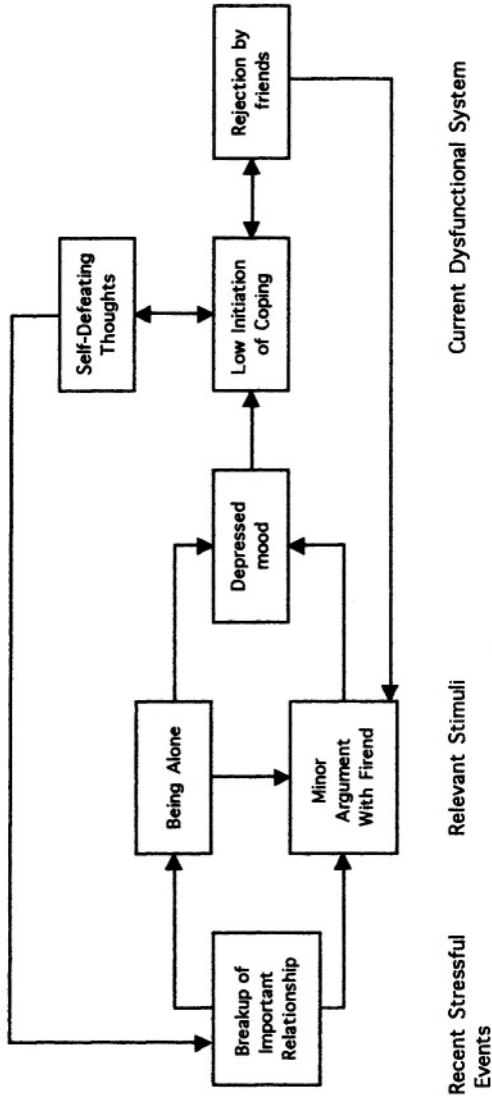 Self-Defeating
Thoughts
Being Alone
Breakup of
Important
Relationship
Depressed
mood
Low Initiation
of Coping
Rejection by
friends
Minor
Argument
With Firend
Recent Stressful
Events
Relevant Stimuli
Current Dysfunctional System